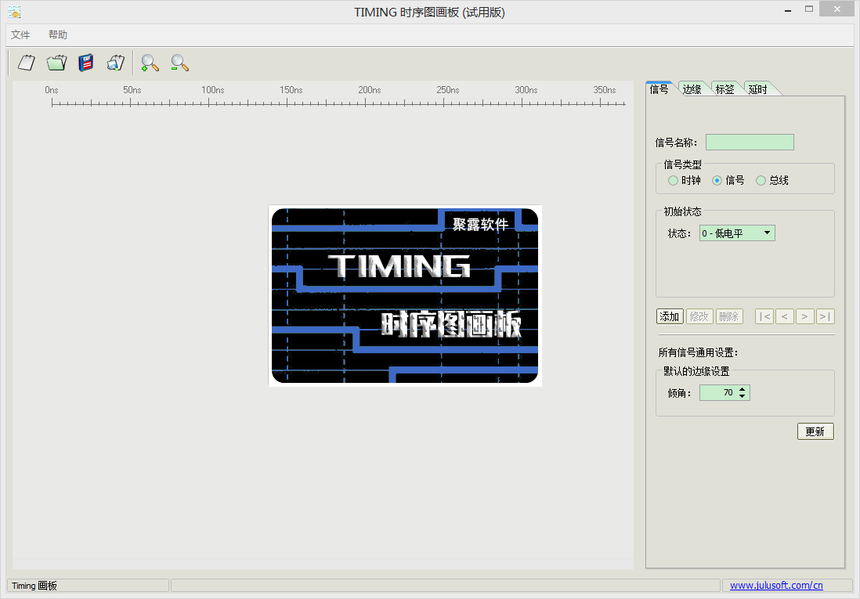 TIMING 时序图画板 (试用版)
文件 帮助
0ns 50ns 100ns 150ns 200ns 250ns 300ns 350ns
信号 边缘 标签 延时
信号名称:
信号类型
时钟 信号 总线
初始状态
状态: 0 - 低电平
聚露软件
TIMING
时序图画板
添加 修改 删除 |< < > >|
所有信号通用设置:
默认的边缘设置
倾角: 70
更新
Timing 画板
www.julusoft.com/cn